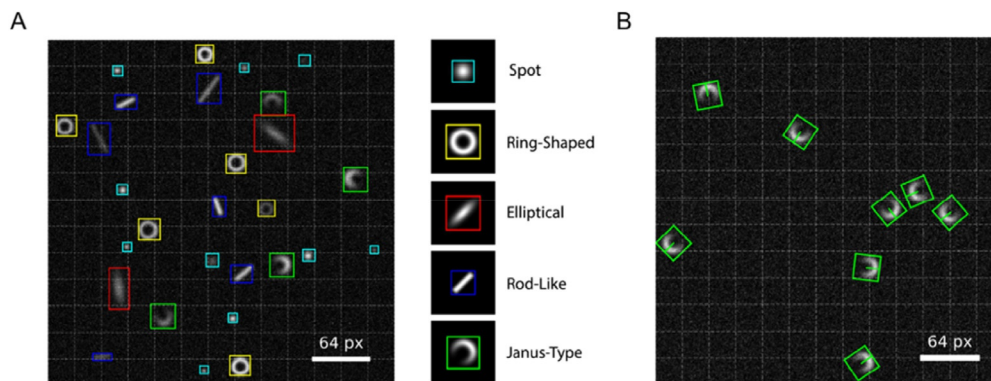 A
B
Spot
Ring-Shaped
Elliptical
Rod-Like
Janus-Type
64 px
64 px